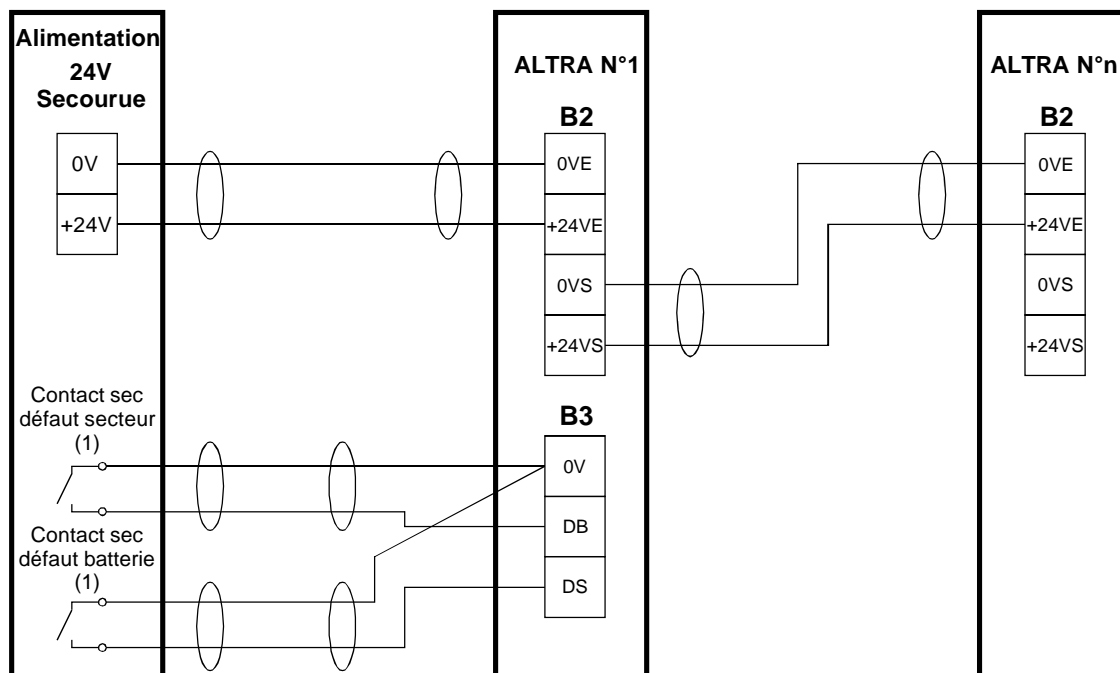 Alimentation
24V
Secourue
0V
+24V
Contact sec
défaut secteur
(1)
Contact sec
défaut batterie
(1)
ALTRA N°1
B2
0VE
+24VE
0VS
+24VS
B3
0V
DB
DS
ALTRA N°n
B2
0VE
+24VE
0VS
+24VS